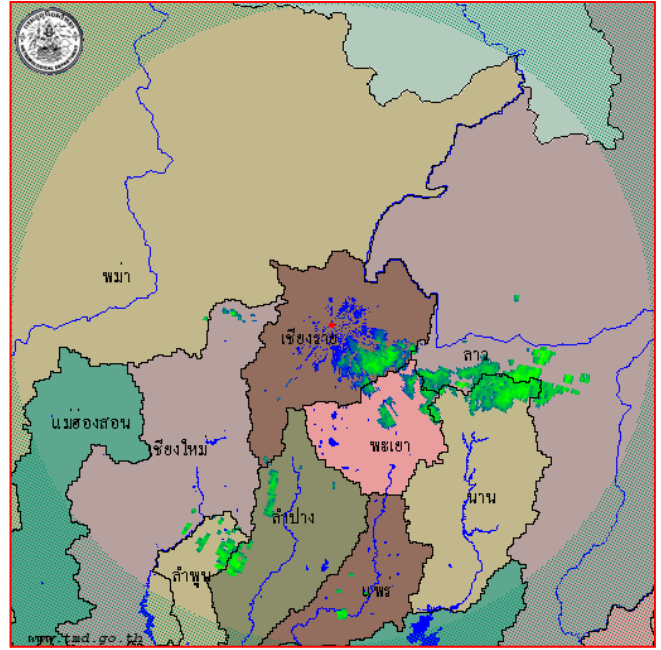 พม่า
เชียงราย
ลาว
แม่ฮ่องสอน
เชียงใหม่
พะเยา
น่าน
ลำปาง
ลำพูน
แพร่
www.tmd.go.th